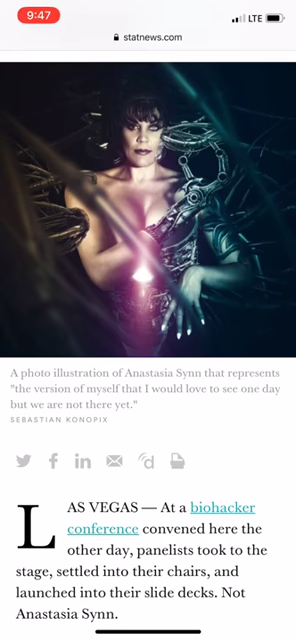 9:47
LTE
statnews.com
A photo illustration of Anastasia Synn that represents
"the version of myself that I would love to see one day
but we are not there yet."
SEBASTIAN KONOPIX
LAS VEGAS — At a biohacker
conference convened here the
other day, panelists took to the
stage, settled into their chairs, and
launched into their slide decks. Not
Anastasia Synn.